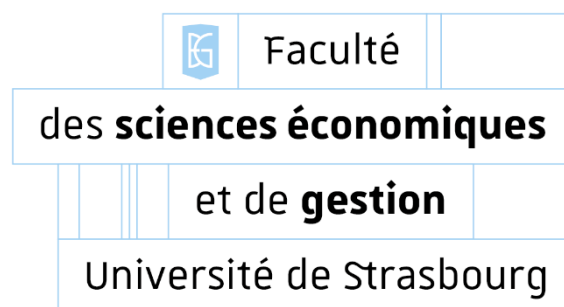 Faculté
des sciences économiques
et de gestion
Université de Strasbourg